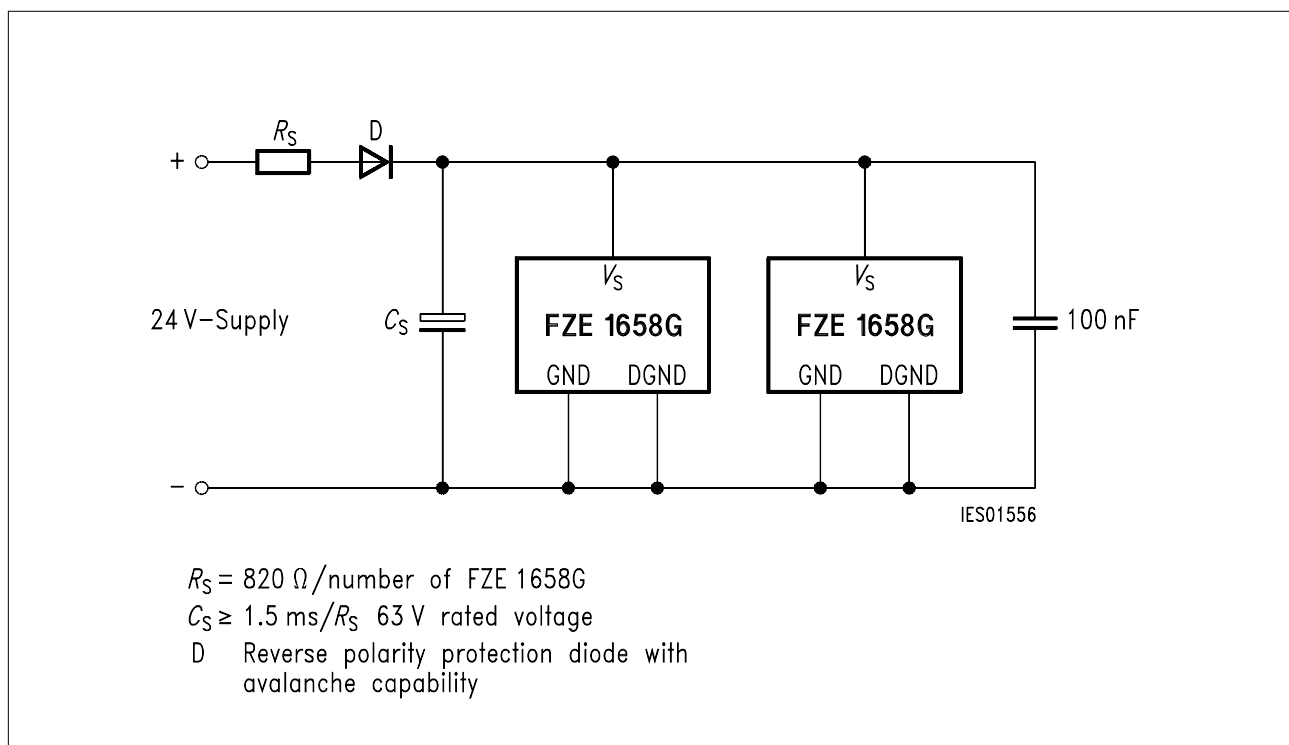 R_S D
+
V_S V_S
24 V-Supply C_S FZE 1658G FZE 1658G 100 nF
GND DGND GND DGND
-
IES01556
R_S = 820 Ω/number of FZE 1658G
C_S ≥ 1.5 ms/R_S 63 V rated voltage
D Reverse polarity protection diode with
avalanche capability